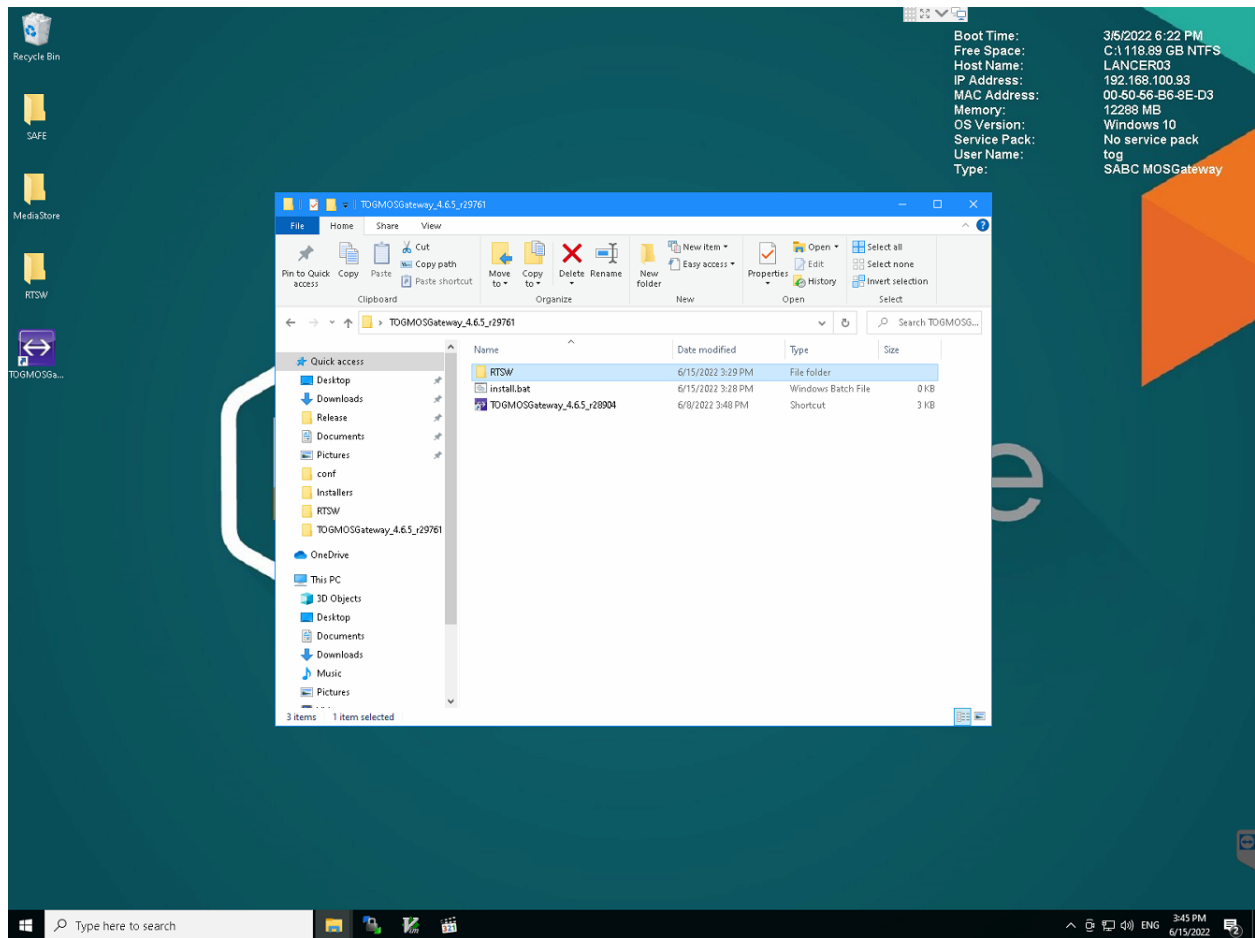 Recycle Bin
SAFE
MediaStore
RTSW
TOGMOSGa...
Boot Time: 3/5/2022 6:22 PM
Free Space: C:\ 118.89 GB NTFS
Host Name: LANCER03
IP Address: 192.168.100.93
MAC Address: 00-50-56-B6-8E-D3
Memory: 12288 MB
OS Version: Windows 10
Service Pack: No service pack
User Name: tog
Type: SABC MOSGateway
TOGMOSGateway_4.6.5_r29761
File Home Share View
Pin to Quick access
Copy
Paste
Cut
Copy path
Paste shortcut
Clipboard
Move to
Copy to
Delete
Rename
Organize
New folder
New item
Easy access
New
Properties
Open
Edit
History
Open
Select all
Select none
Invert selection
Select
TOGMOSGateway_4.6.5_r29761
Search TOGMOSG...
Quick access
Desktop
Downloads
Release
Documents
Pictures
conf
Installers
RTSW
TOGMOSGateway_4.6.5_r29761
OneDrive
This PC
3D Objects
Desktop
Documents
Downloads
Music
Pictures
Name Date modified Type Size
RTSW 6/15/2022 3:29 PM File folder
install.bat 6/15/2022 3:28 PM Windows Batch File 0 KB
TOGMOSGateway_4.6.5_r28904 6/8/2022 3:48 PM Shortcut 3 KB
3 items 1 item selected
Type here to search
Vim
321
ENG
3:45 PM
6/15/2022
2